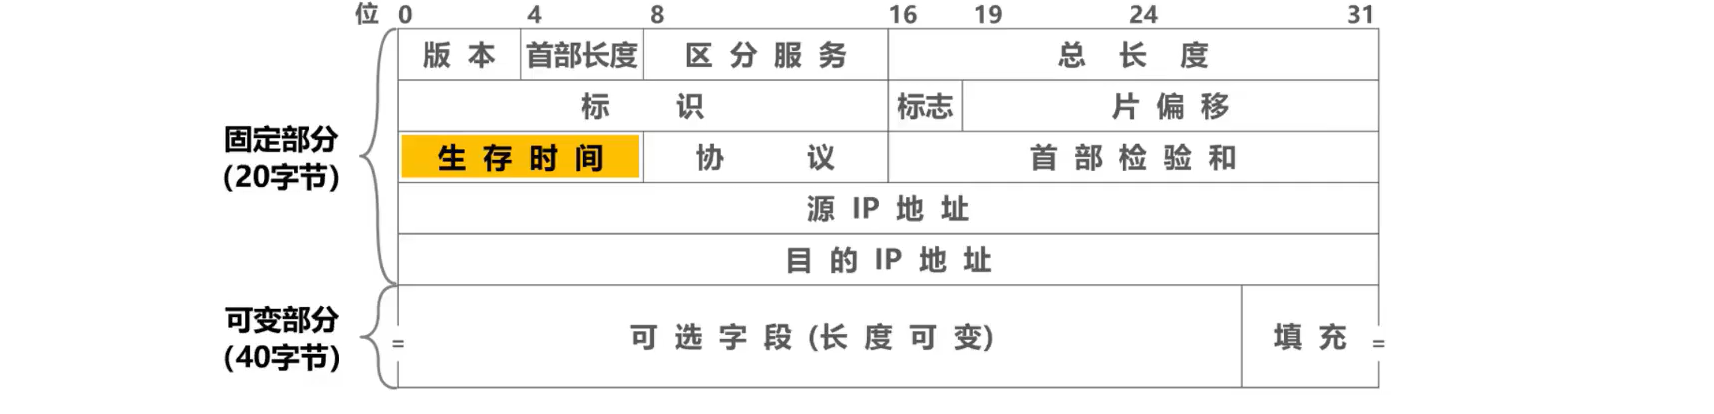 位 0 4 8 16 19 24 31
版 本 首部长度 区 分 服 务 总 长 度
标 识 标志 片 偏 移
固定部分
(20字节)
生 存 时 间 协 议 首 部 检 验 和
源 IP 地 址
目 的 IP 地 址
可变部分
(40字节)
= 可 选 字 段 (长 度 可 变) 填 充 =